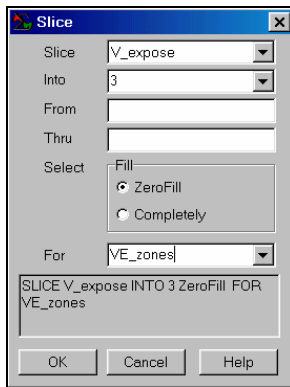 Slice
Slice V_expose
Into 3
From
Thru
Select Fill
ZeroFill
Completely
For VE_zones
SLICE V_expose INTO 3 ZeroFill FOR
VE_zones
OK Cancel Help